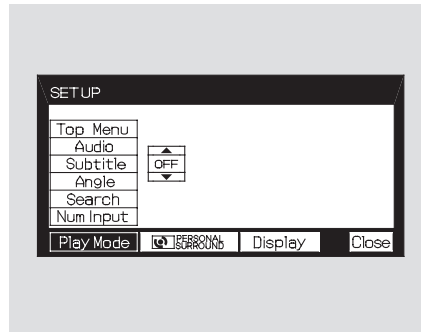 SETUP
Top Menu
Audio
Subtitle
OFF
Angle
Search
Num Input
Play Mode
PERSONAL
SURROUND
Display
Close